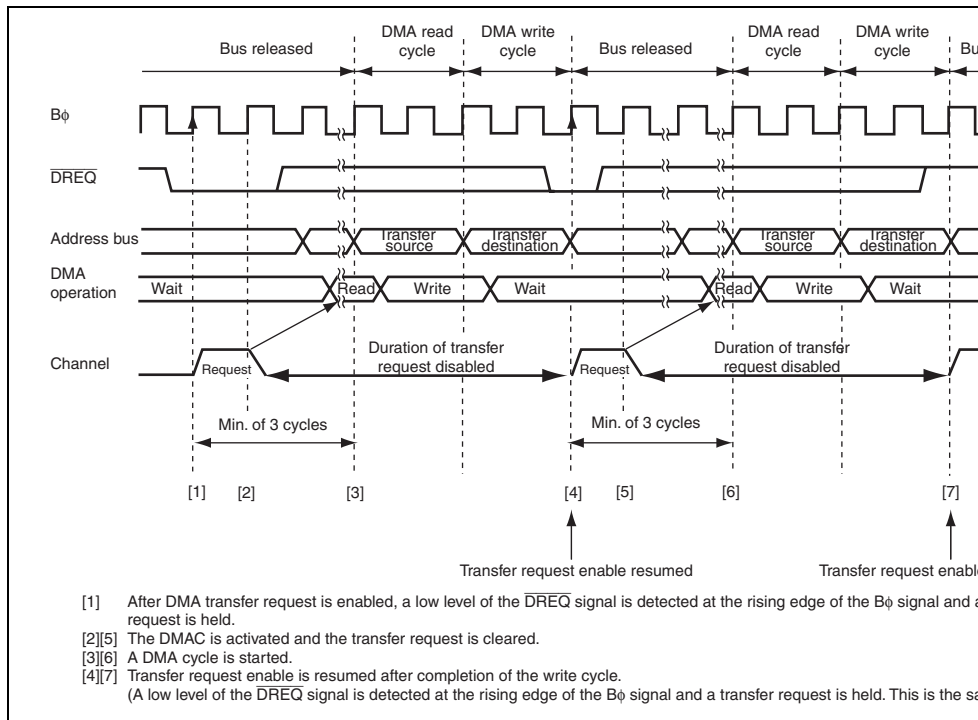 Bus released
DMA read cycle
DMA write cycle
Bus released
DMA read cycle
DMA write cycle
Bφ
DREQ
Address bus
Transfer source
Transfer destination
Transfer source
Transfer destination
DMA operation
Wait
Read
Write
Wait
Read
Write
Wait
Channel
Request
Duration of transfer request disabled
Request
Duration of transfer request disabled
Min. of 3 cycles
Min. of 3 cycles
[1]
[2]
[3]
[4]
[5]
[6]
[7]
Transfer request enable resumed
Transfer request enable
[1] After DMA transfer request is enabled, a low level of the DREQ signal is detected at the rising edge of the Bφ signal and a
request is held.
[2][5] The DMAC is activated and the transfer request is cleared.
[3][6] A DMA cycle is started.
[4][7] Transfer request enable is resumed after completion of the write cycle.
(A low level of the DREQ signal is detected at the rising edge of the Bφ signal and a transfer request is held. This is the